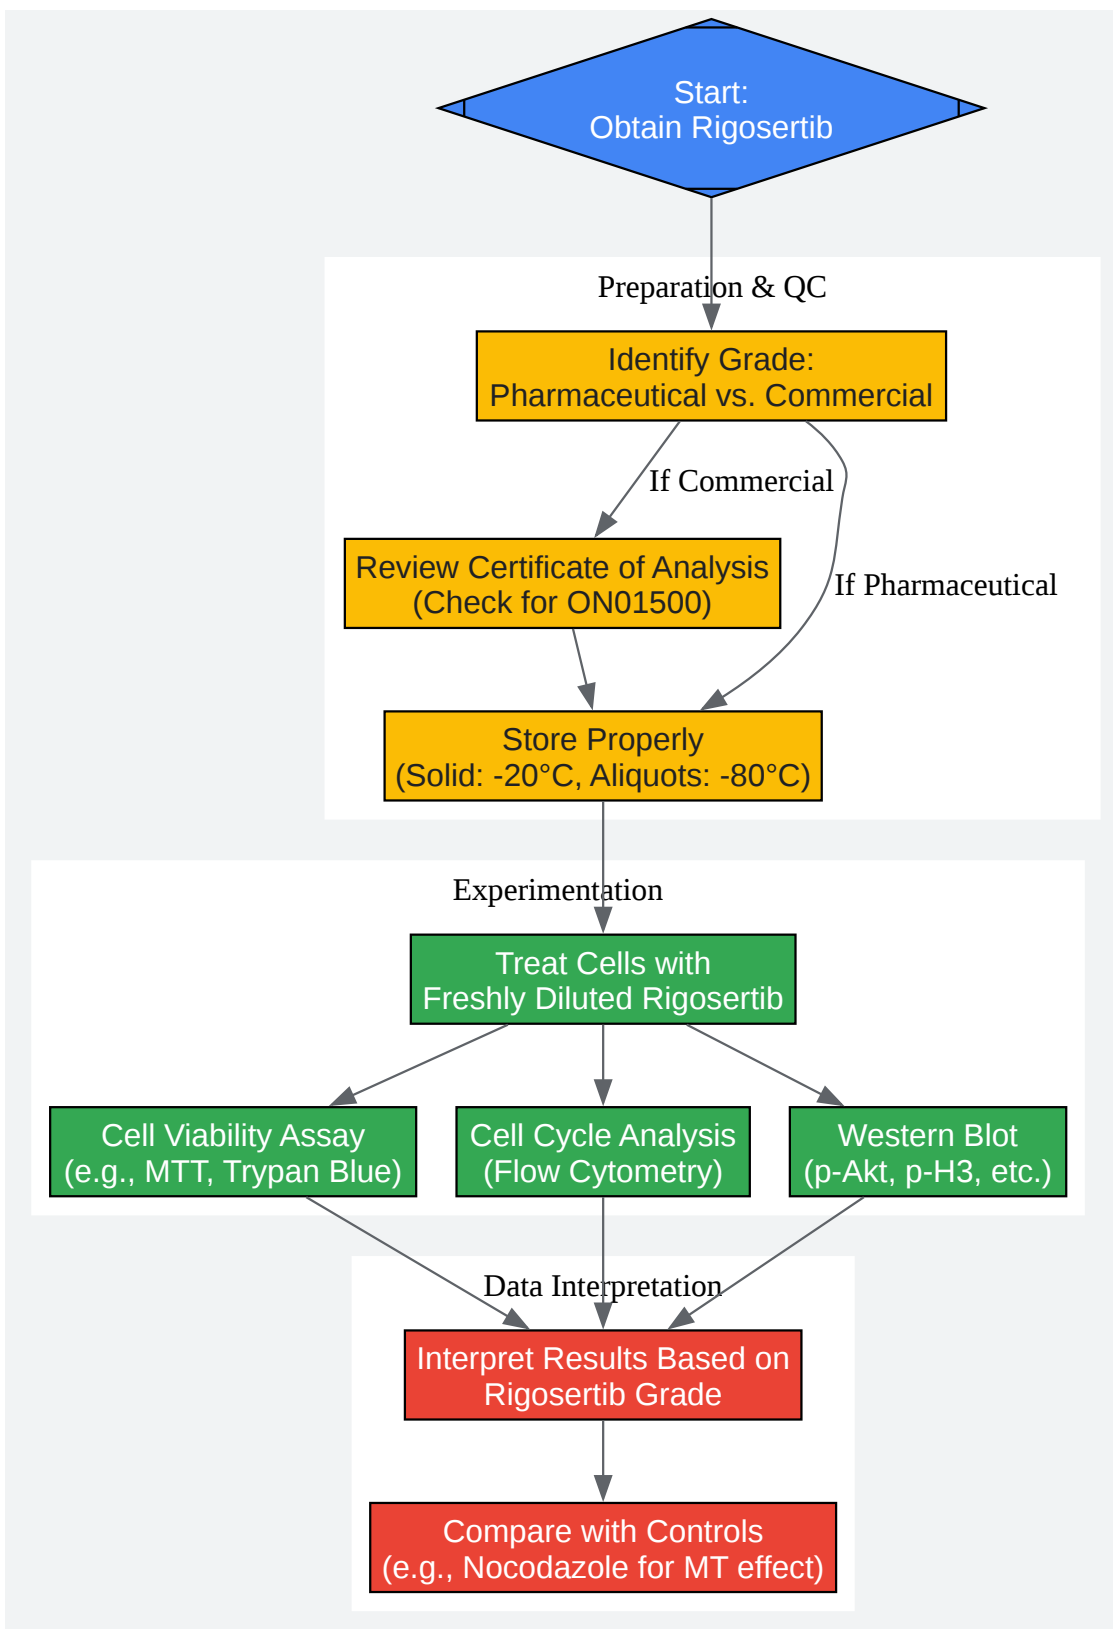 Start:
Obtain Rigosertib
Preparation & QC
Identify Grade:
Pharmaceutical vs. Commercial
If Commercial
Review Certificate of Analysis
(Check for ON01500)
If Pharmaceutical
Store Properly
(Solid: -20°C, Aliquots: -80°C)
Experimentation
Treat Cells with
Freshly Diluted Rigosertib
Cell Viability Assay
(e.g., MTT, Trypan Blue)
Cell Cycle Analysis
(Flow Cytometry)
Western Blot
(p-Akt, p-H3, etc.)
Data Interpretation
Interpret Results Based on
Rigosertib Grade
Compare with Controls
(e.g., Nocodazole for MT effect)